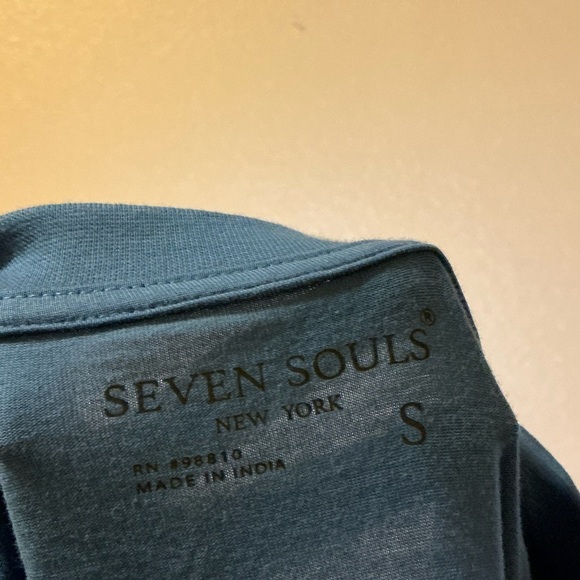 SEVEN SOULS®
NEW YORK
S
RN #98810
MADE IN INDIA